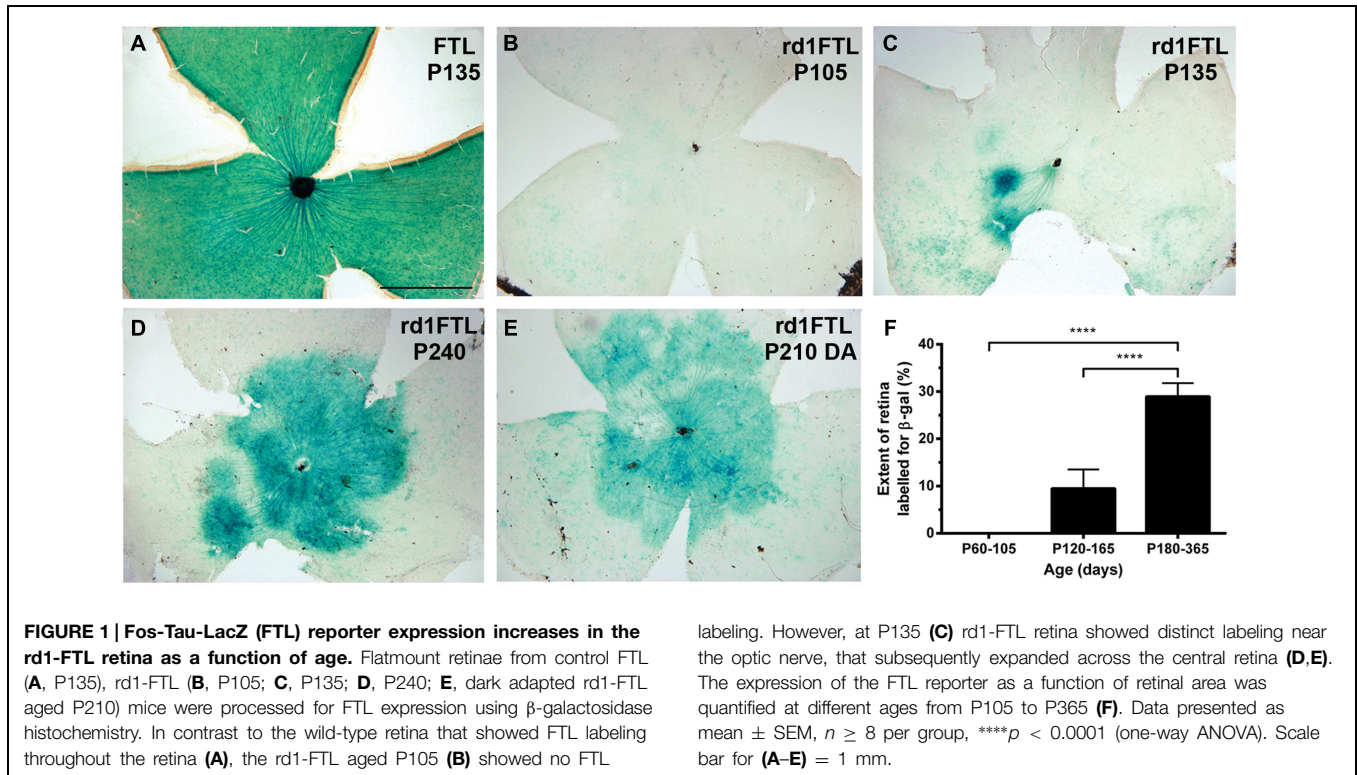 A
FTL
P135
B
rd1FTL
P105
C
rd1FTL
P135
D
rd1FTL
P240
E
rd1FTL
P210 DA
F
****
****
Extent of retina
labelled for β-gal (%)
40
30
20
10
0
P60-105 P120-165 P180-365
Age (days)
FIGURE 1 | Fos-Tau-LacZ (FTL) reporter expression increases in the
rd1-FTL retina as a function of age. Flatmount retinae from control FTL
(A, P135), rd1-FTL (B, P105; C, P135; D, P240; E, dark adapted rd1-FTL
aged P210) mice were processed for FTL expression using β-galactosidase
histochemistry. In contrast to the wild-type retina that showed FTL labeling
throughout the retina (A), the rd1-FTL aged P105 (B) showed no FTL
labeling. However, at P135 (C) rd1-FTL retina showed distinct labeling near
the optic nerve, that subsequently expanded across the central retina (D,E).
The expression of the FTL reporter as a function of retinal area was
quantified at different ages from P105 to P365 (F). Data presented as
mean ± SEM, n ≥ 8 per group, ****p < 0.0001 (one-way ANOVA). Scale
bar for (A–E) = 1 mm.